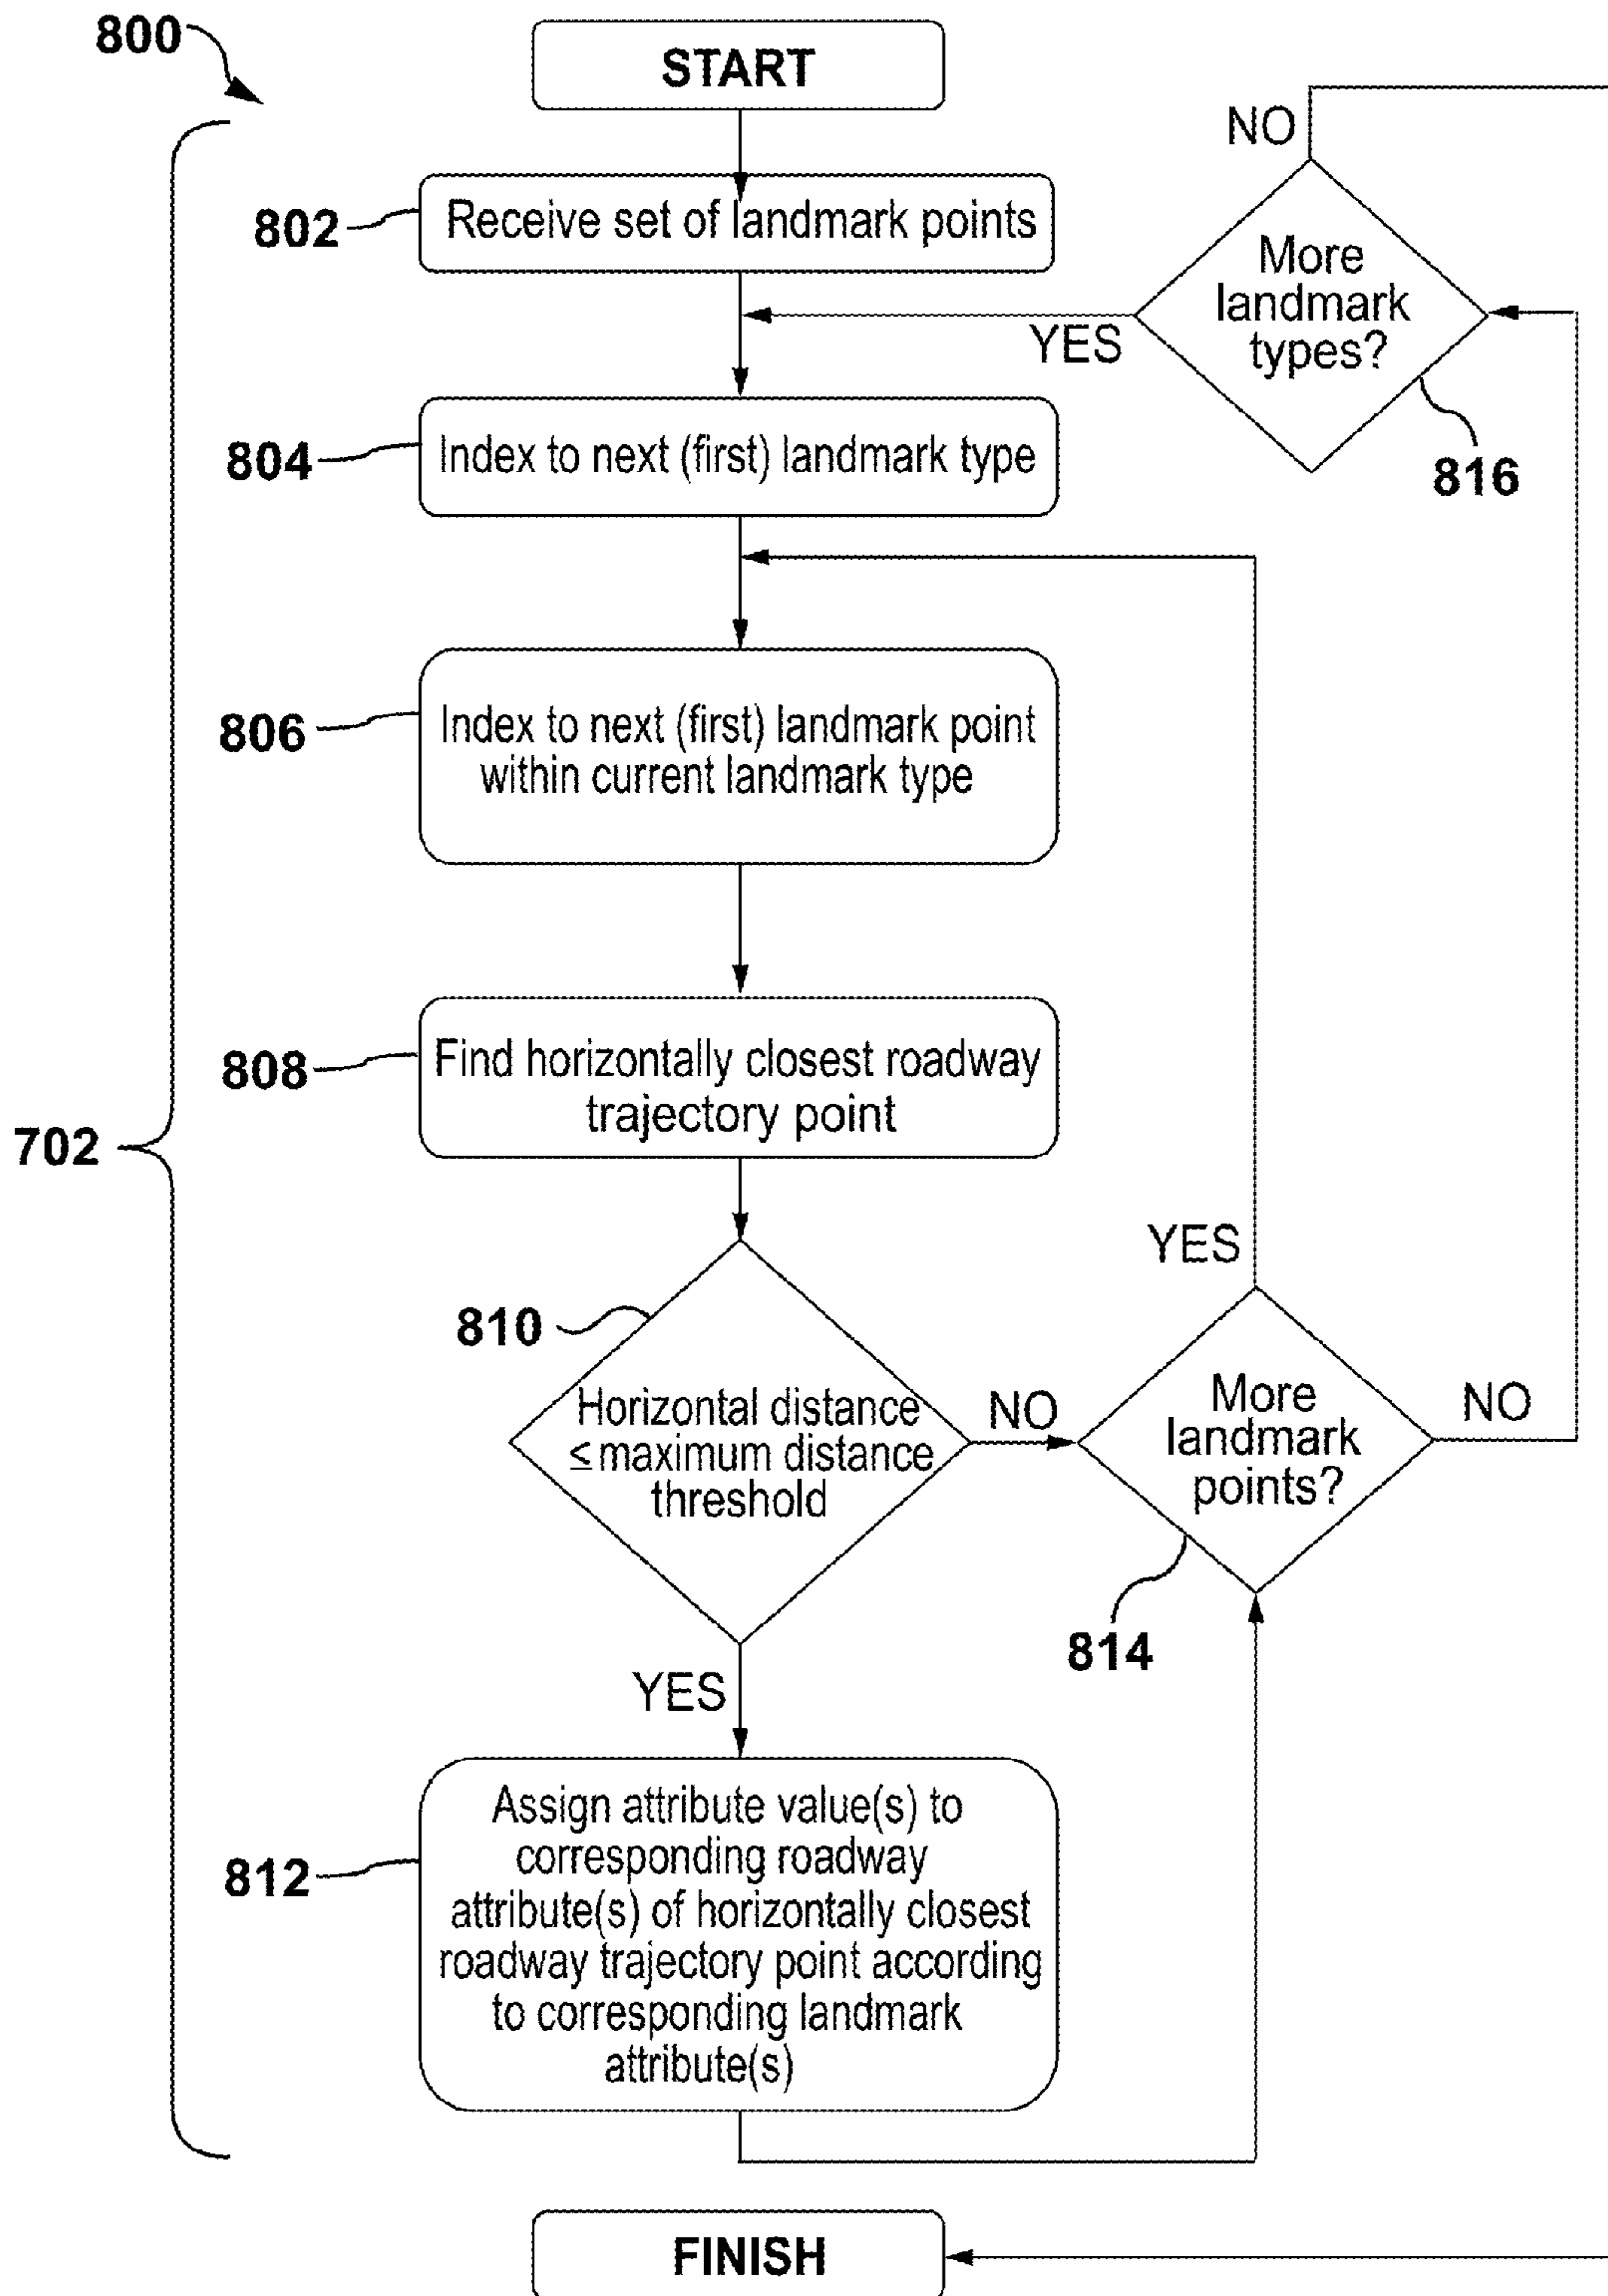 800
START
802
Receive set of landmark points
NO
More
landmark
types?
YES
816
804
Index to next (first) landmark type
806
Index to next (first) landmark point
within current landmark type
808
Find horizontally closest roadway
trajectory point
702
YES
810
Horizontal distance
≤ maximum distance
threshold
NO
More
landmark
points?
NO
814
YES
812
Assign attribute value(s) to
corresponding roadway
attribute(s) of horizontally closest
roadway trajectory point according
to corresponding landmark
attribute(s)
FINISH